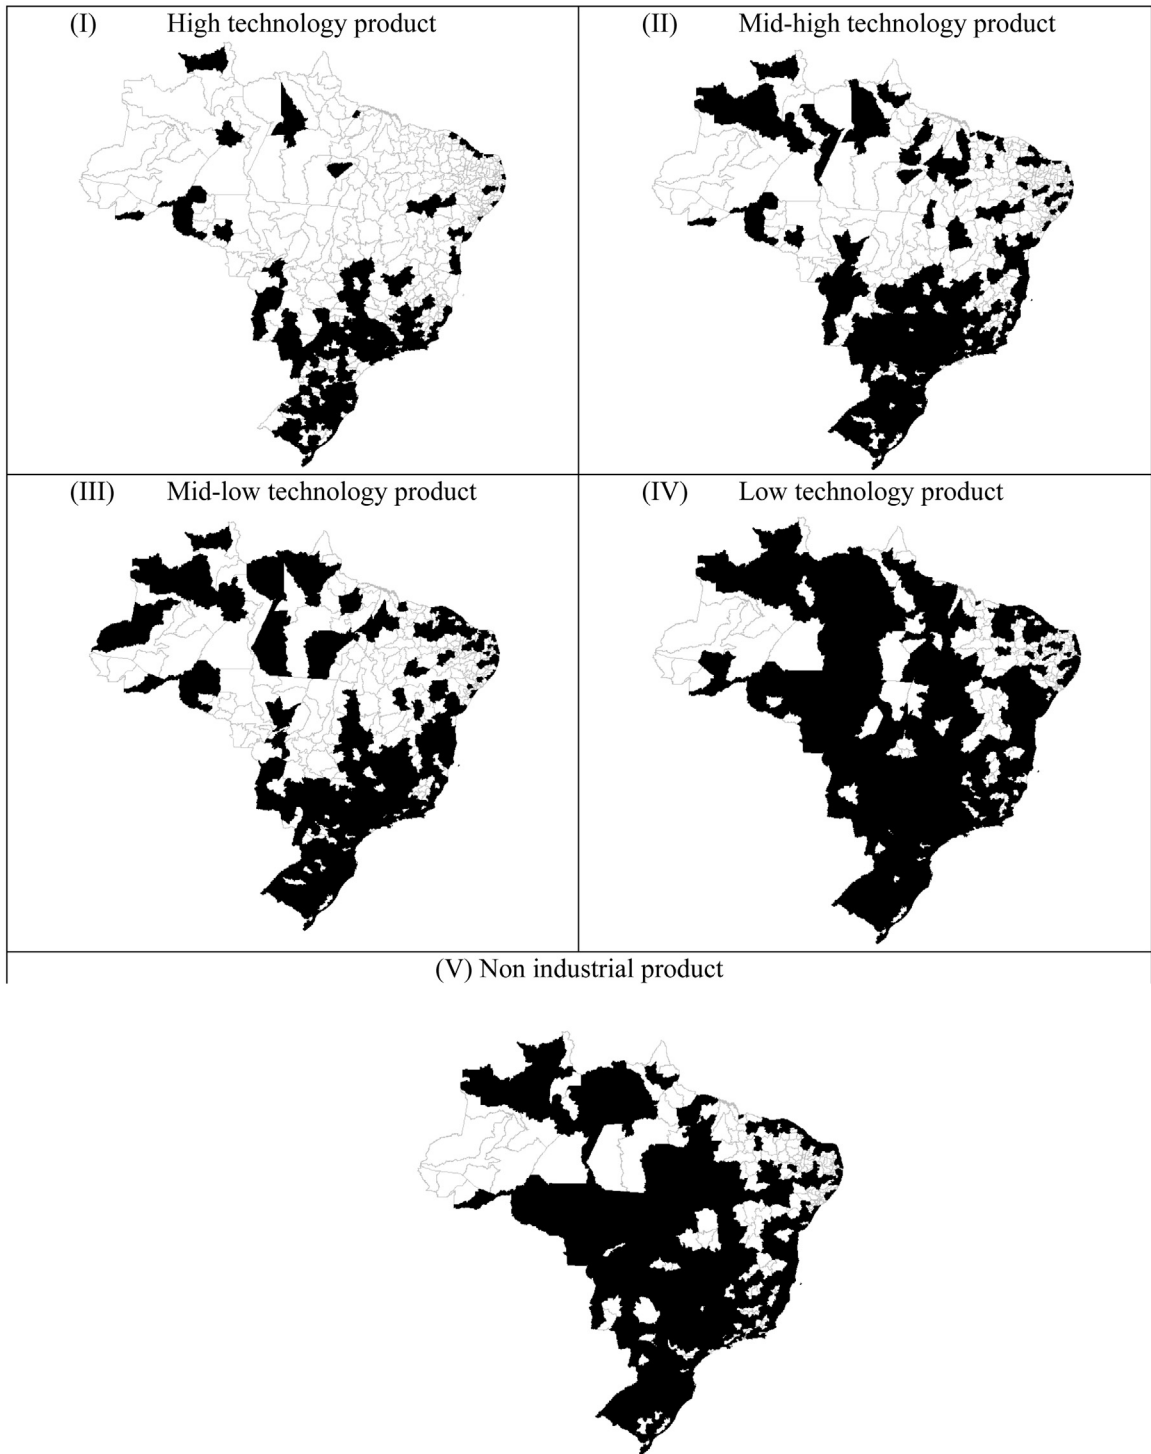 (I) High technology product
(II) Mid-high technology product
(III) Mid-low technology product
(IV) Low technology product
(V) Non industrial product